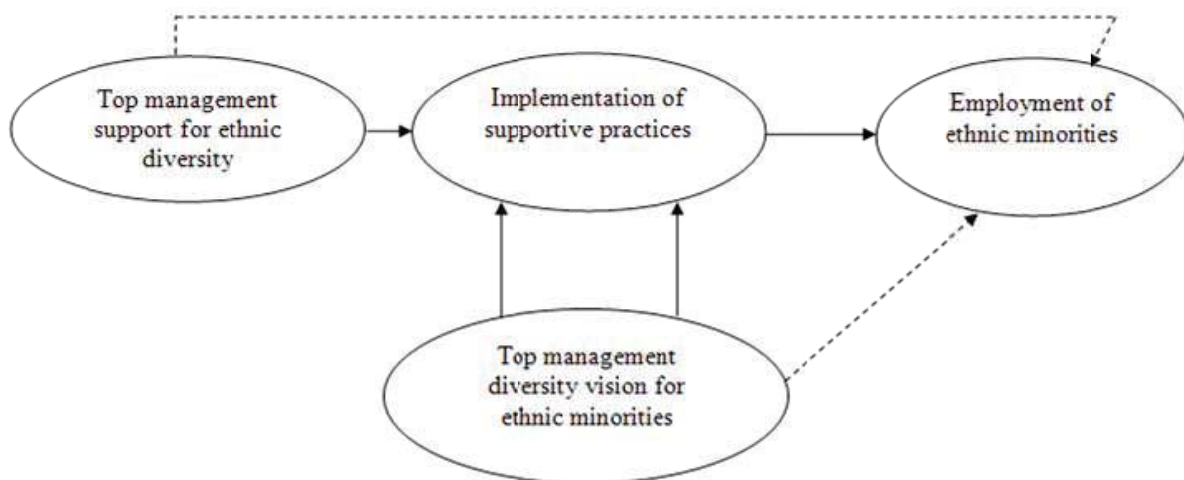 Top management
support for ethnic
diversity
Implementation of
supportive practices
Employment of
ethnic minorities
Top management
diversity vision for
ethnic minorities